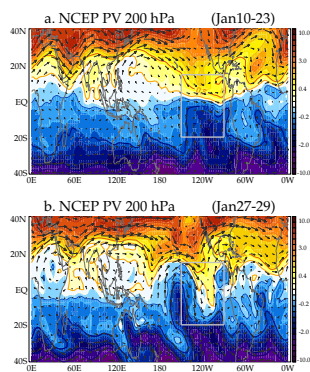 a. NCEP PV 200 hPa (Jan10-23)
40N
20N
EQ
20S
40S
0E 60E 120E 180E 120W 60W 0W
10.0
3.0
0.4
-0.2
-2.0
-10.0
b. NCEP PV 200 hPa (Jan27-29)
40N
20N
EQ
20S
40S
0E 60E 120E 180E 120W 60W 0W
10.0
3.0
0.4
-0.2
-2.0
-10.0